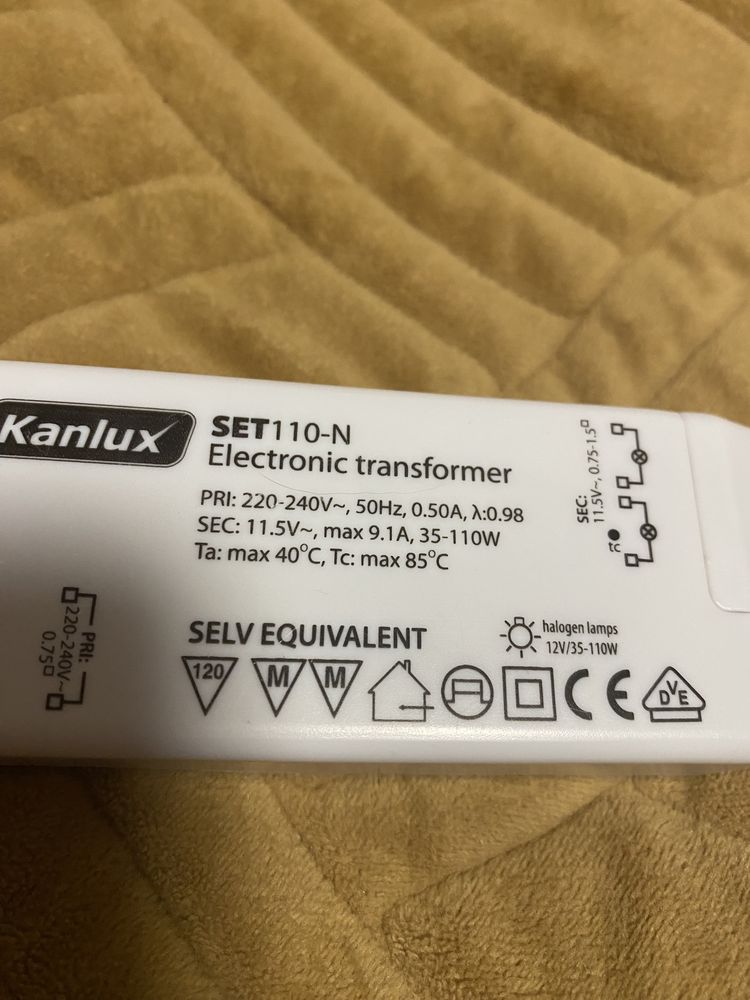 Kanlux
SET110-N
Electronic transformer
PRI: 220-240V~, 50Hz, 0.50A, λ:0.98
SEC: 11.5V~, max 9.1A, 35-110W
Ta: max 40°C, Tc: max 85°C
SEC:
11.5V~, 0.75-1.5□
tc
PRI:
220-240V~
0.75□
SELV EQUIVALENT
halogen lamps
12V/35-110W
120
M
M
CE
DVE